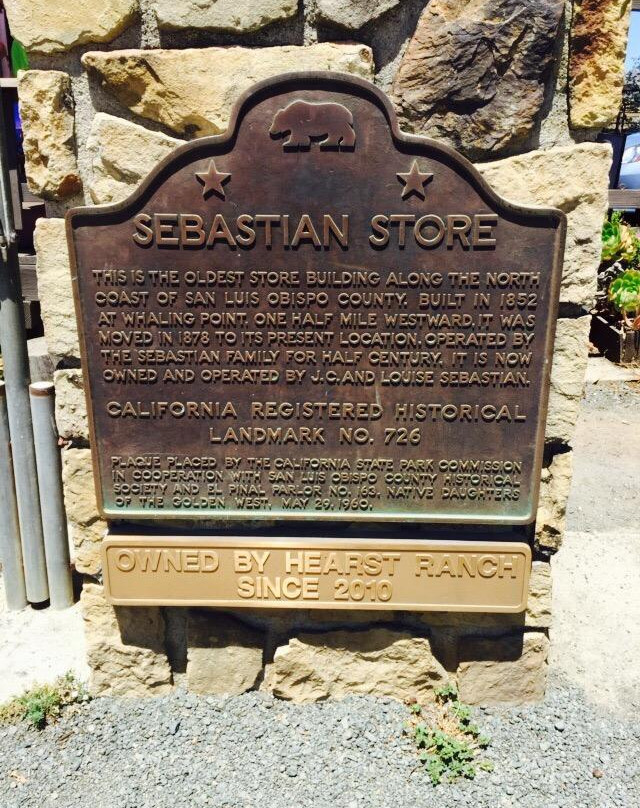 SEBASTIAN STORE
THIS IS THE OLDEST STORE BUILDING ALONG THE NORTH
COAST OF SAN LUIS OBISPO COUNTY. BUILT IN 1852
AT WHALING POINT, ONE HALF MILE WESTWARD, IT WAS
MOVED IN 1878 TO ITS PRESENT LOCATION. OPERATED BY
THE SEBASTIAN FAMILY FOR HALF CENTURY, IT IS NOW
OWNED AND OPERATED BY J.C. AND LOUISE SEBASTIAN.
CALIFORNIA REGISTERED HISTORICAL
LANDMARK NO. 726
PLAQUE PLACED BY THE CALIFORNIA STATE PARK COMMISSION
IN COOPERATION WITH SAN LUIS OBISPO COUNTY HISTORICAL
SOCIETY AND EL PINAL PARLOR NO. 163, NATIVE DAUGHTERS
OF THE GOLDEN WEST, MAY 29, 1960.
OWNED BY HEARST RANCH
SINCE 2010